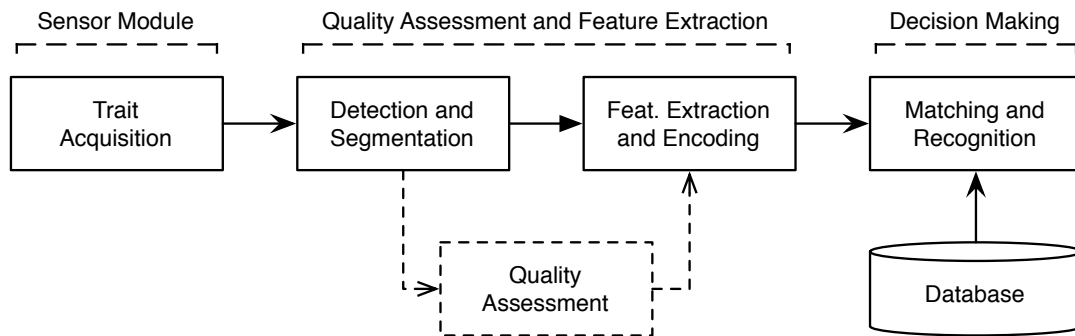 Sensor Module
Quality Assessment and Feature Extraction
Decision Making
Trait
Acquisition
Detection and
Segmentation
Feat. Extraction
and Encoding
Matching and
Recognition
Quality
Assessment
Database